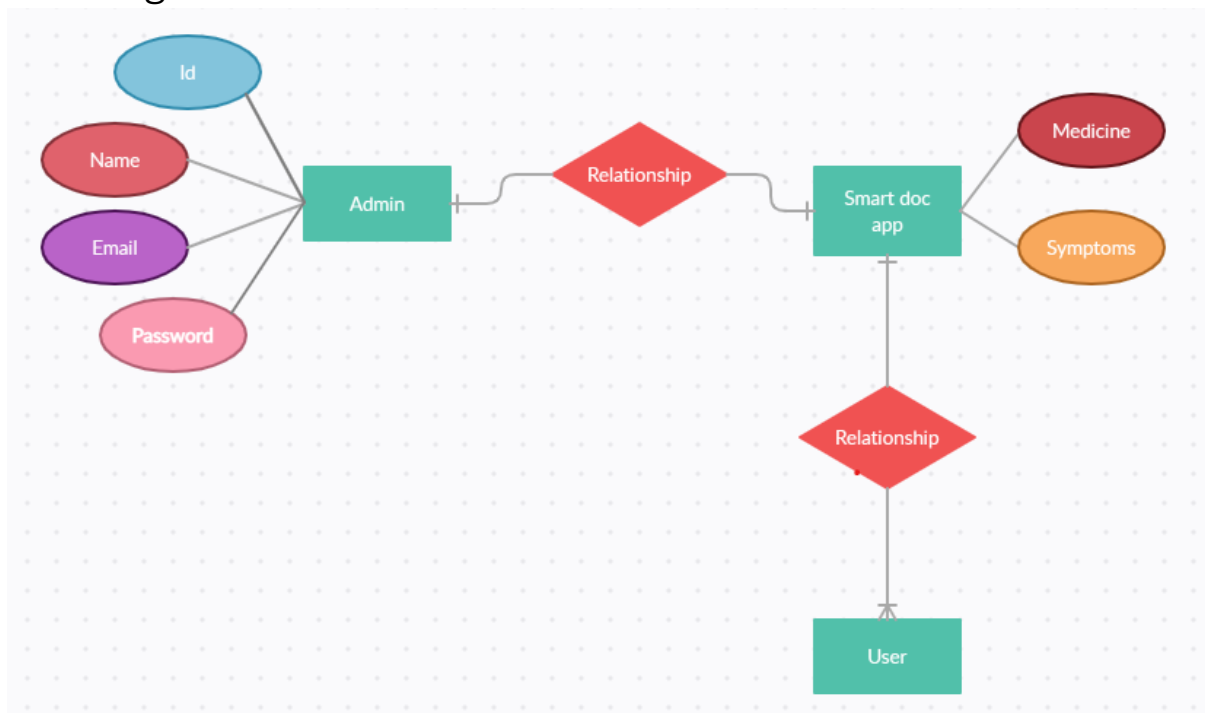 Id
Name
Email
Password
Admin
Relationship
Smart doc
app
Medicine
Symptoms
Relationship
User